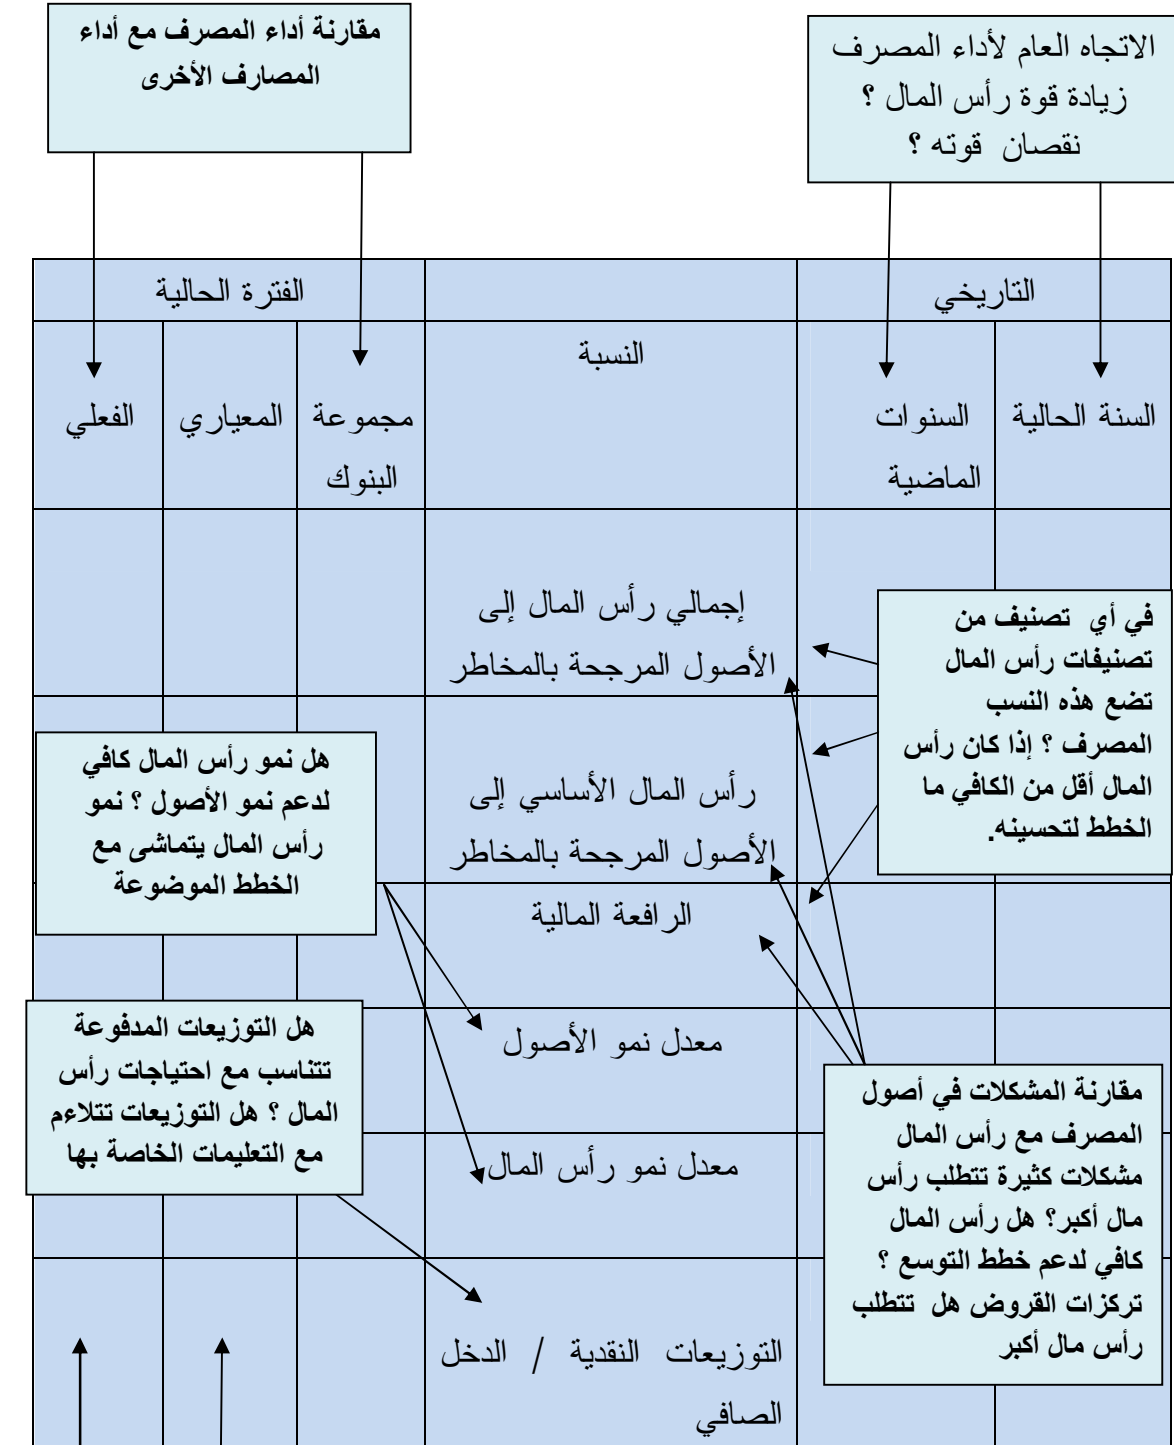 الاتجاه العام لأداء المصرف
زيادة قوة رأس المال ؟
نقصان قوته ؟
مقارنة أداء المصرف مع أداء
المصارف الأخرى
التاريخي
الفترة الحالية
السنة الحالية
السنوات
الماضية
النسبة
مجموعة
البنوك
المعياري
الفعلي
إجمالي رأس المال إلى
الأصول المرجحة بالمخاطر
في أي تصنيف من
تصنيفات رأس المال
تضع هذه النسب
المصرف ؟ إذا كان رأس
المال أقل من الكافي ما
الخطط لتحسينه.
رأس المال الأساسي إلى
الأصول المرجحة بالمخاطر
هل نمو رأس المال كافي
لدعم نمو الأصول ؟ نمو
رأس المال يتماشى مع
الخطط الموضوعة
الرافعة المالية
معدل نمو الأصول
هل التوزيعات المدفوعة
تتناسب مع احتياجات رأس
المال ؟ هل التوزيعات تتلاءم
مع التعليمات الخاصة بها
مقارنة المشكلات في أصول
المصرف مع رأس المال
مشكلات كثيرة تتطلب رأس
مال أكبر؟ هل رأس المال
كافي لدعم خطط التوسع ؟
تركزات القروض هل تتطلب
رأس مال أكبر
معدل نمو رأس المال
التوزيعات النقدية / الدخل
الصافي